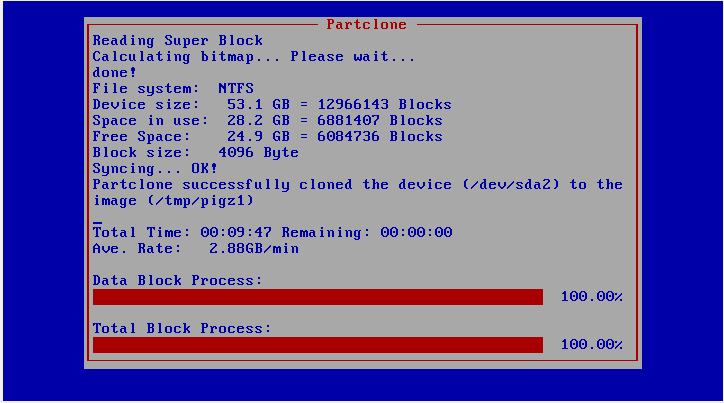 Partclone
Reading Super Block
Calculating bitmap... Please wait...
done!
File system:  NTFS
Device size:   53.1 GB = 12966143 Blocks
Space in use:  28.2 GB = 6881407 Blocks
Free Space:    24.9 GB = 6084736 Blocks
Block size:   4096 Byte
Syncing... OK!
Partclone successfully cloned the device (/dev/sda2) to the
image (/tmp/pigz1)
Total Time: 00:09:47 Remaining: 00:00:00
Ave. Rate:   2.88GB/min
Data Block Process:
100.00%
Total Block Process:
100.00%